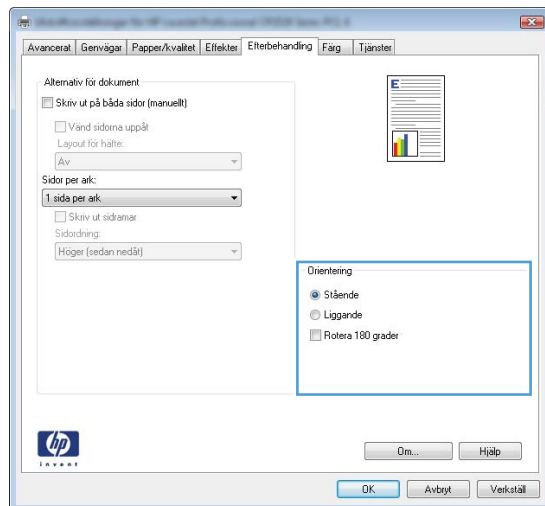 Avancerat Genvägar Papper/kvalitet Effekter Efterbehandling Färg Tjänster
Alternativ för dokument
Skriv ut på båda sidor (manuellt)
Vänd sidorna uppåt
Layout för häfte:
Av
Sidor per ark:
1 sida per ark
Skriv ut sidramar
Sidordning:
Höger (sedan nedåt)
E
Orientering
Stående
Liggande
Rotera 180 grader
hp
invent
Om...
Hjälp
OK
Avbryt
Verkställ